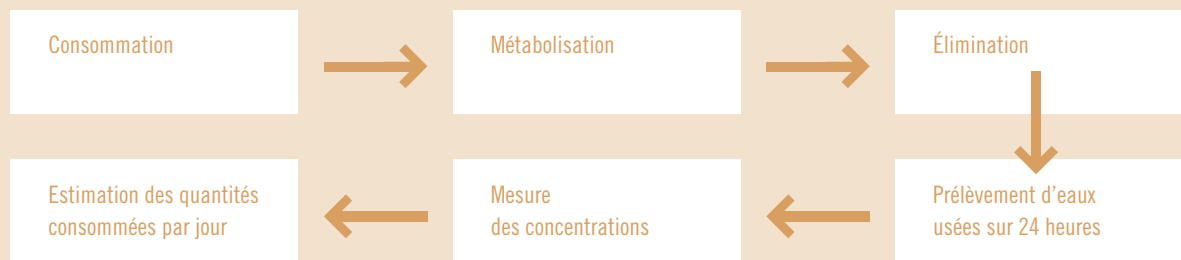 Consommation
Métabolisation
Élimination
Prélèvement d'eaux
usées sur 24 heures
Mesure
des concentrations
Estimation des quantités
consommées par jour